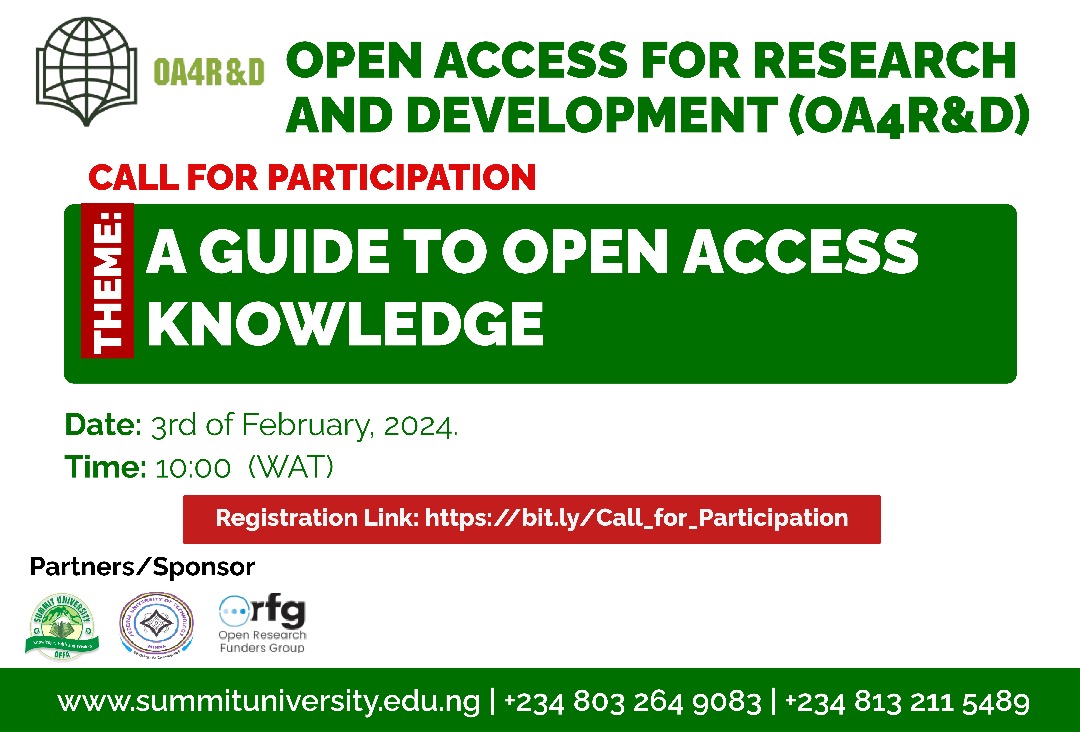 OA4R&D
OPEN ACCESS FOR RESEARCH
AND DEVELOPMENT (OA4R&D)
CALL FOR PARTICIPATION
THEME:
A GUIDE TO OPEN ACCESS
KNOWLEDGE
Date: 3rd of February, 2024.
Time: 10:00 (WAT)
Registration Link: https://bit.ly/Call_for_Participation
Partners/Sponsor
SUMMIT UNIVERSITY
OFFA
orfg
Open Research
Funders Group
www.summituniversity.edu.ng | +234 803 264 9083 | +234 813 211 5489